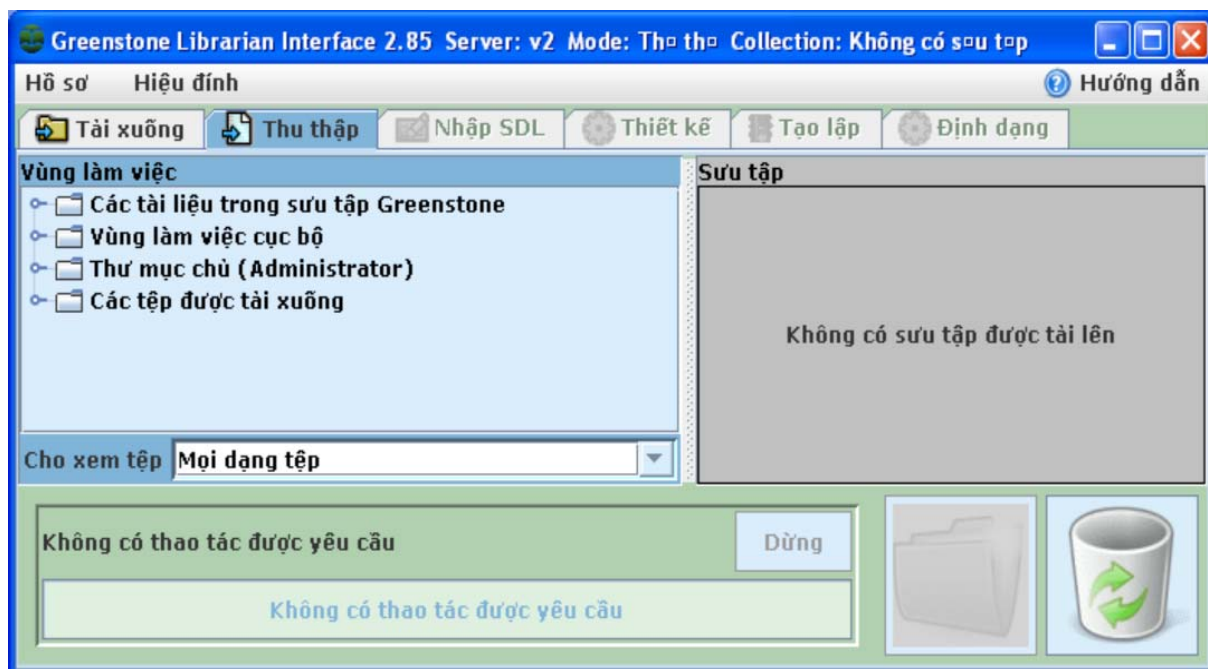 Greenstone Librarian Interface 2.85 Server: v2 Mode: Th¤ th¤ Collection: Không có s¤u t¤p
Hồ sơ Hiệu đính Hướng dẫn
Tải xuống Thu thập Nhập SDL Thiết kế Tạo lập Định dạng
Vùng làm việc
Các tài liệu trong sưu tập Greenstone
Vùng làm việc cục bộ
Thư mục chủ (Administrator)
Các tệp được tải xuống
Cho xem tệp Mọi dạng tệp
Sưu tập
Không có sưu tập được tải lên
Không có thao tác được yêu cầu Dừng
Không có thao tác được yêu cầu